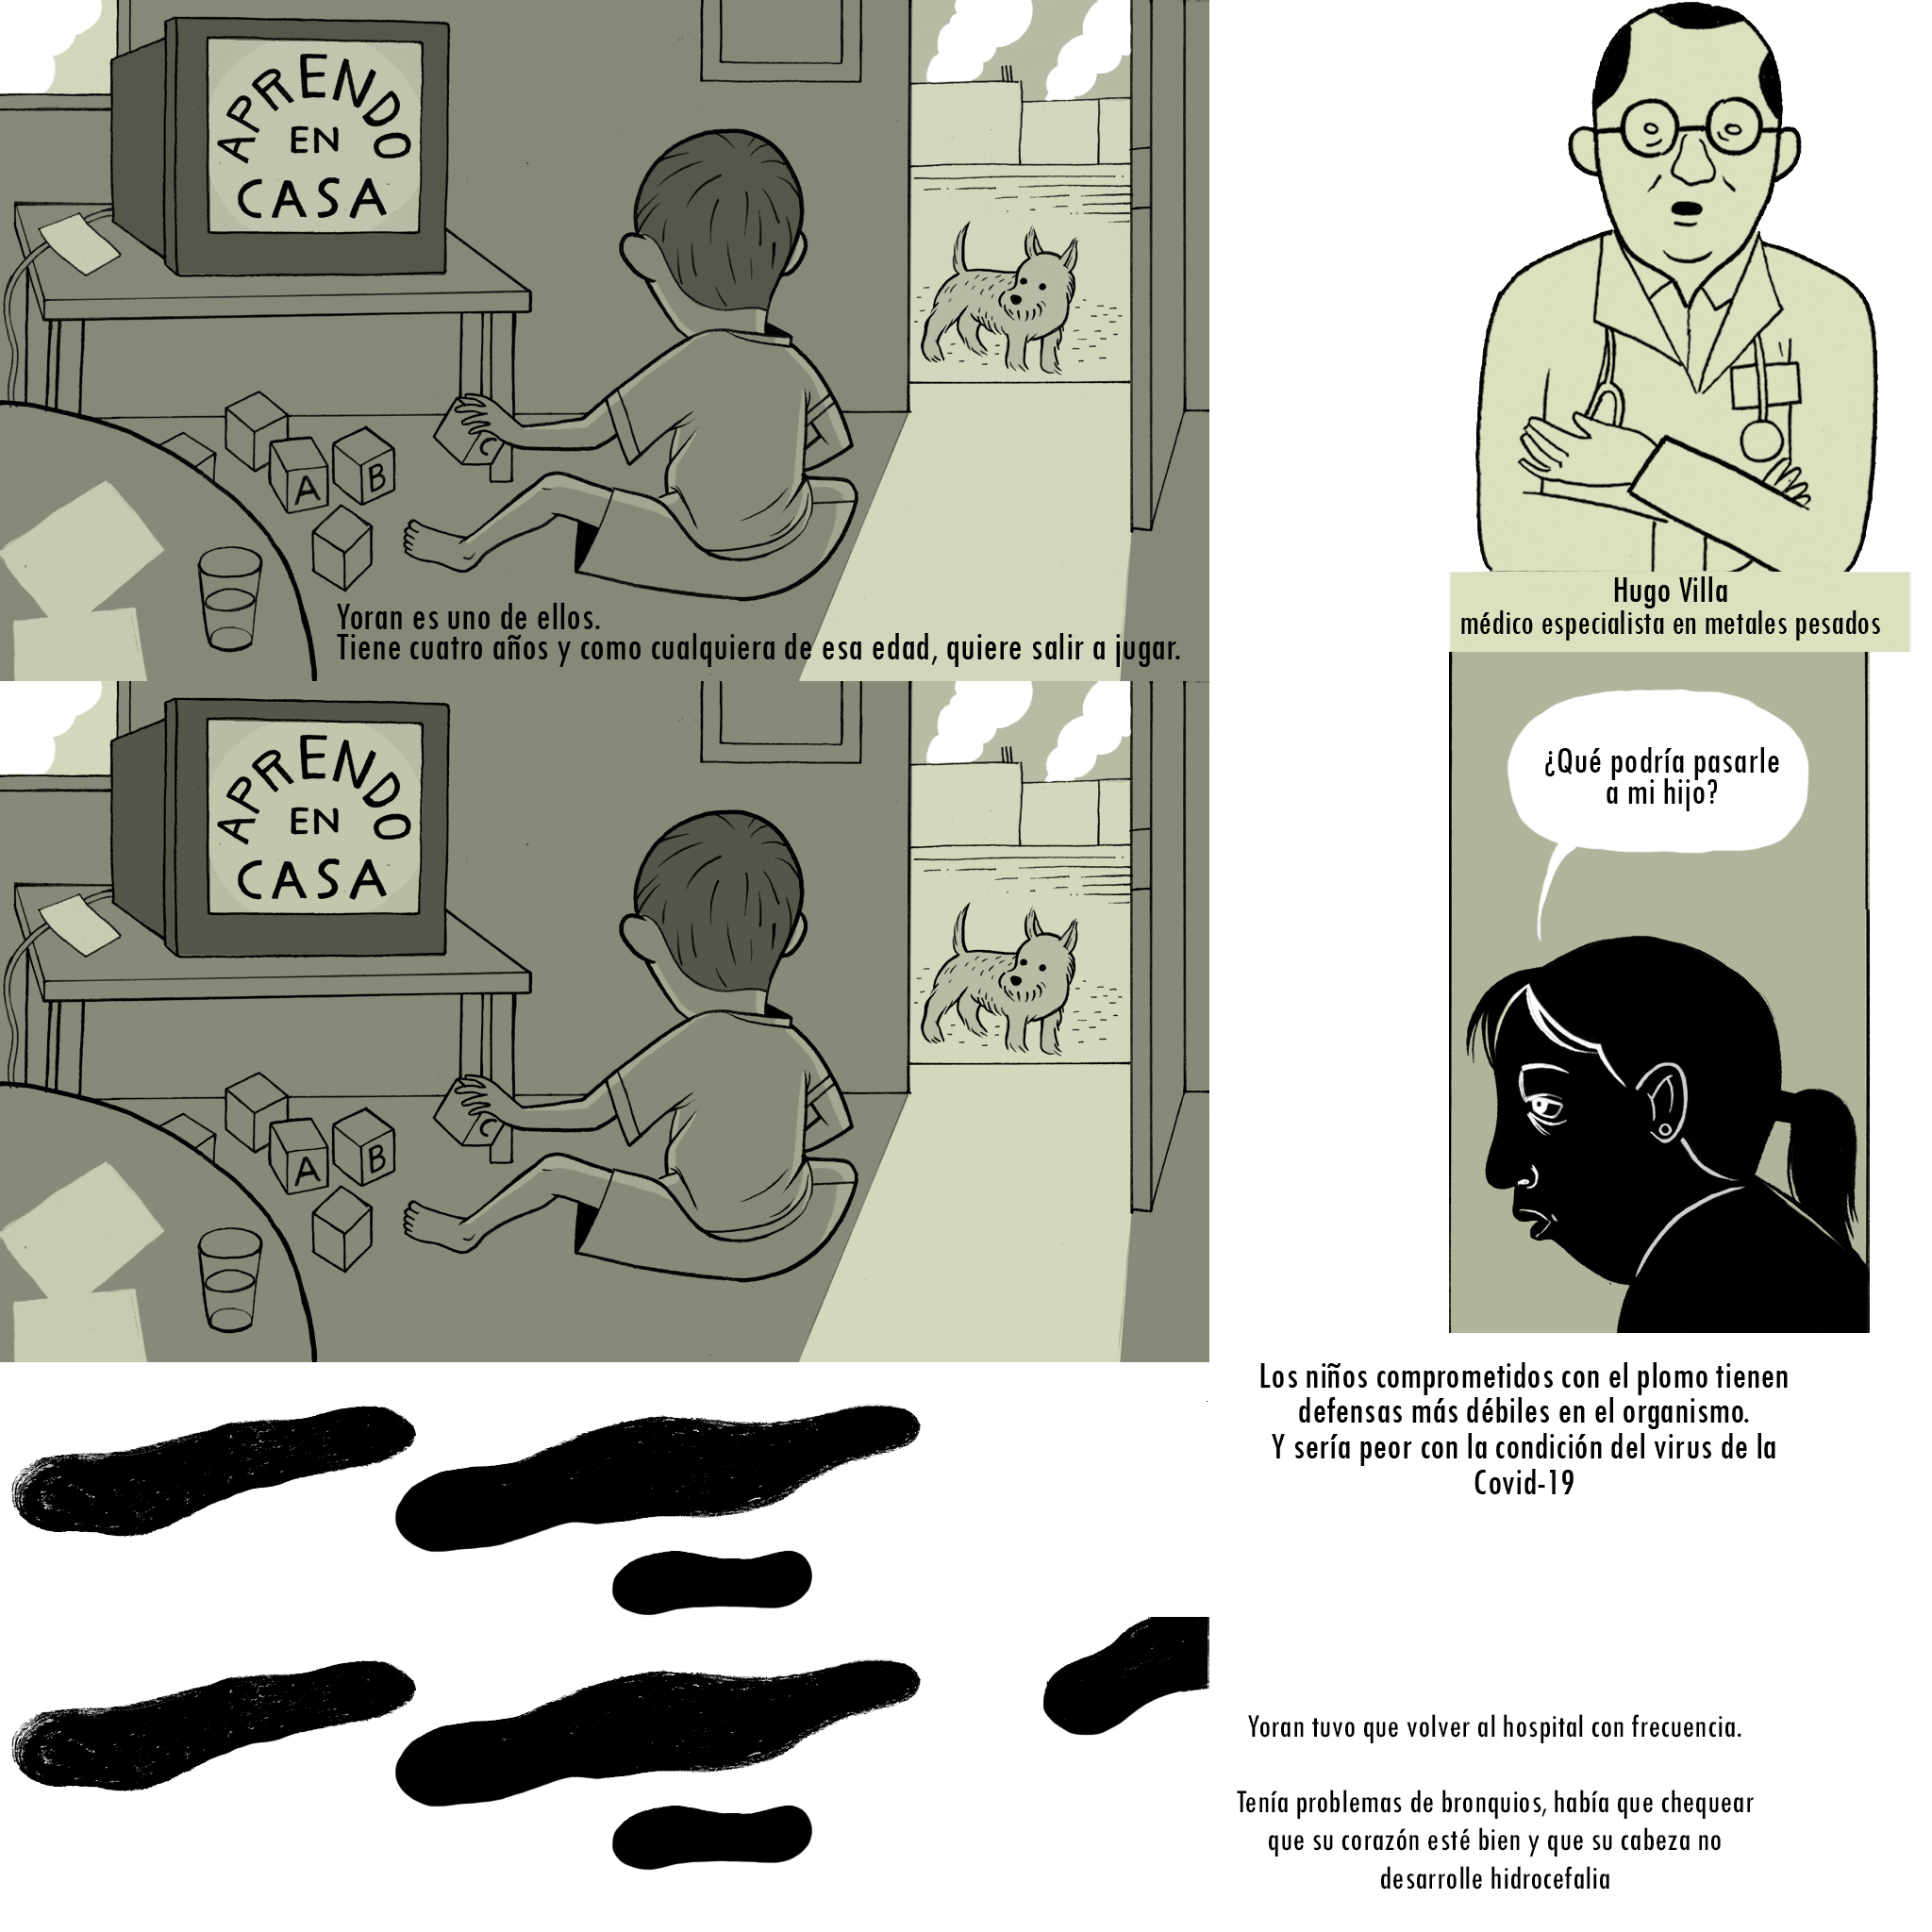 APRENDO
EN
CASA
A
B
C
Yoran es uno de ellos.
Tiene cuatro años y como cualquiera de esa edad, quiere salir a jugar.
APRENDO
EN
CASA
A
B
C
Hugo Villa
médico especialista en metales pesados
¿Qué podría pasarle
a mi hijo?
Los niños comprometidos con el plomo tienen
defensas más débiles en el organismo.
Y sería peor con la condición del virus de la
Covid-19
Yoran tuvo que volver al hospital con frecuencia.
Tenía problemas de bronquios, había que chequear
que su corazón esté bien y que su cabeza no
desarrolle hidrocefalia